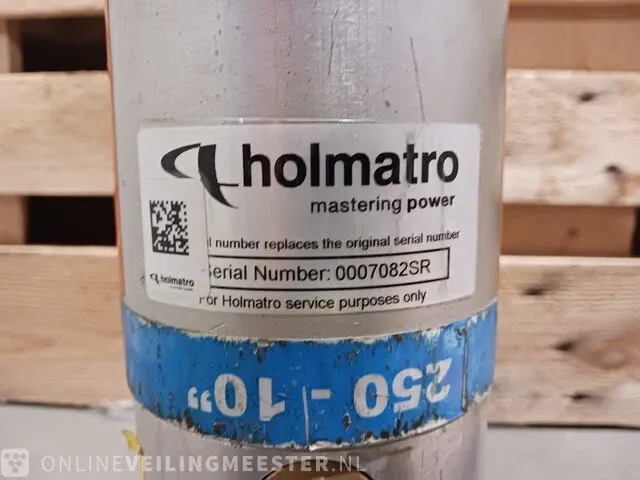 holmatro
mastering power
l number replaces the original serial number
Serial Number: 0007082SR
holmatro
For Holmatro service purposes only
250 - 10"
ONLINEVEILINGMEESTER.NL